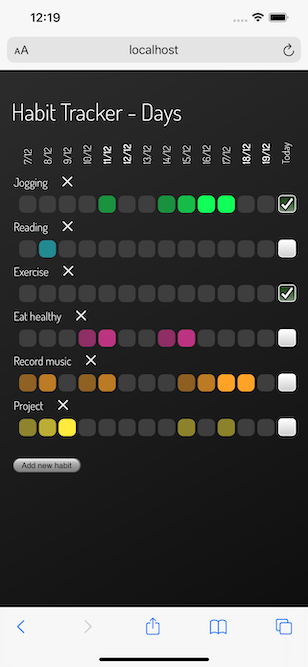 12:19
AA
localhost
Habit Tracker - Days
7/12 8/12 9/12 10/12 11/12 12/12 13/12 14/12 15/12 16/12 17/12 18/12 19/12 Today
Jogging
Reading
Exercise
Eat healthy
Record music
Project
Add new habit